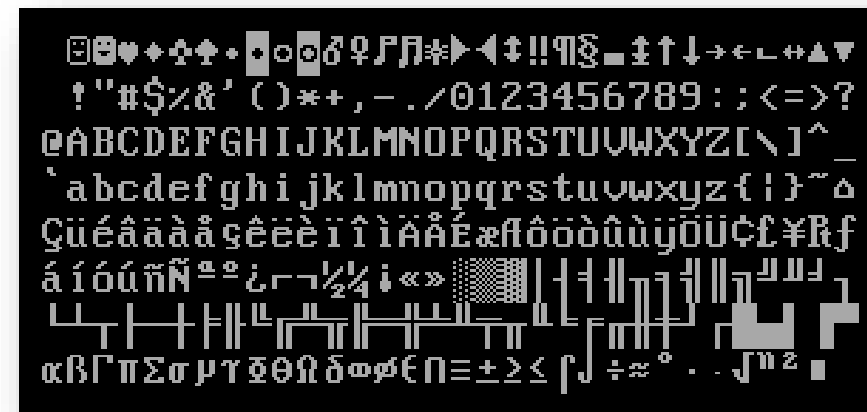 ☺☻♥♦♣♠•◘○◙♂♀♪♫☼►◄↕‼¶§▬↨↑↓→←∟↔▲▼
!"#$%&'()*+,-./0123456789:;<=>?
@ABCDEFGHIJKLMNOPQRSTUVWXYZ[\]^_
`abcdefghijklmnopqrstuvwxyz{¦}~⌂
ÇüéâäàåçêëèïîìÄÅÉæÆôöòûùÿÖÜ¢£¥₧ƒ
áíóúñÑªº¿⌐¬½¼¡«»░▒▓│┤╡╢╖╕╣║╗╝╜╛┐
└┴┬├─┼╞╟╚╔╩╦╠═╬╧╨╤╥╙╘╒╓╫╪┘┌█▄▌▐▀
αßΓπΣσµτΦΘΩδ∞φε∩≡±≥≤⌠⌡÷≈°∙·√ⁿ²■